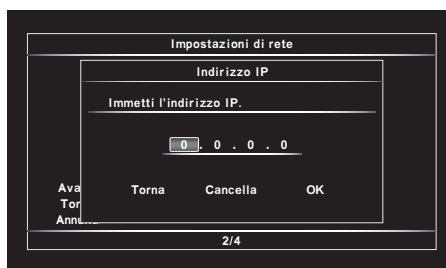 Impostazioni di rete
Indirizzo IP
Immetti l'indirizzo IP.
0 . 0 . 0 . 0
Torna Cancella OK
2/4